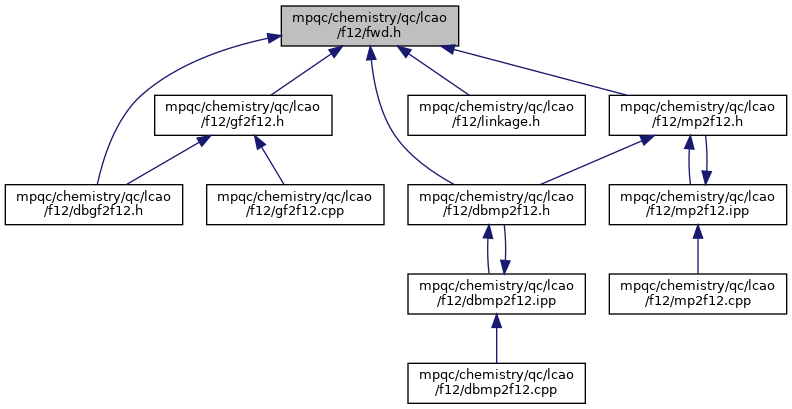 mpqc/chemistry/qc/lcao
/f12/fwd.h
mpqc/chemistry/qc/lcao
/f12/gf2f12.h
mpqc/chemistry/qc/lcao
/f12/linkage.h
mpqc/chemistry/qc/lcao
/f12/mp2f12.h
mpqc/chemistry/qc/lcao
/f12/dbgf2f12.h
mpqc/chemistry/qc/lcao
/f12/gf2f12.cpp
mpqc/chemistry/qc/lcao
/f12/dbmp2f12.h
mpqc/chemistry/qc/lcao
/f12/mp2f12.ipp
mpqc/chemistry/qc/lcao
/f12/dbmp2f12.ipp
mpqc/chemistry/qc/lcao
/f12/mp2f12.cpp
mpqc/chemistry/qc/lcao
/f12/dbmp2f12.cpp